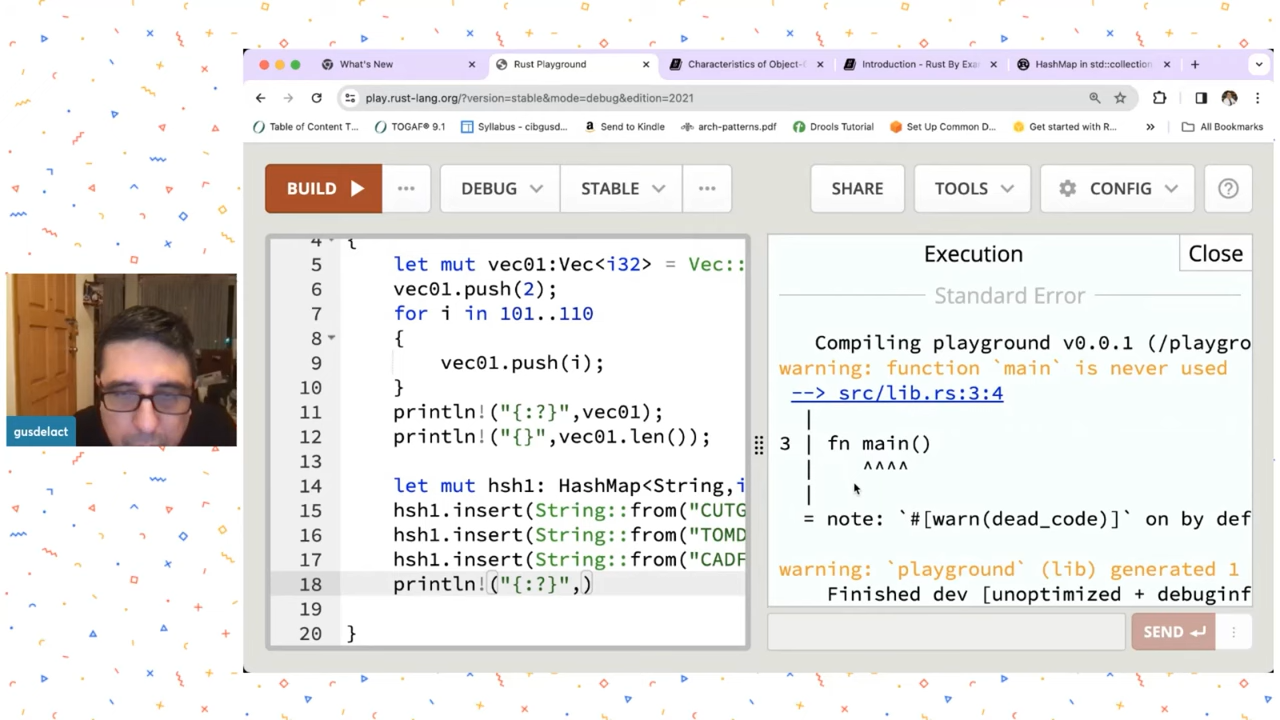 What's New
Rust Playground
Characteristics of Object-
Introduction - Rust By Exa
HashMap in std::collection
play.rust-lang.org/?version=stable&mode=debug&edition=2021
Table of Content T...
TOGAF® 9.1
Syllabus - cibgusd...
Send to Kindle
arch-patterns.pdf
Drools Tutorial
Set Up Common D...
Get started with R...
All Bookmarks
BUILD
DEBUG
STABLE
SHARE
TOOLS
CONFIG
4 {
5 let mut vec01:Vec<i32> = Vec::
6 vec01.push(2);
7 for i in 101..110
8 {
9 vec01.push(i);
10 }
11 println!("{:?}",vec01);
12 println!("{}",vec01.len());
13
14 let mut hsh1: HashMap<String,i
15 hsh1.insert(String::from("CUTG
16 hsh1.insert(String::from("TOMD
17 hsh1.insert(String::from("CADF
18 println!("{:?}",)
19
20 }
Execution
Close
Standard Error
Compiling playground v0.0.1 (/playgro
warning: function `main` is never used
--> src/lib.rs:3:4
|
3 | fn main()
| ^^^^
|
= note: `#[warn(dead_code)]` on by def
warning: `playground` (lib) generated 1
Finished dev [unoptimized + debuginf
SEND
gusdelact